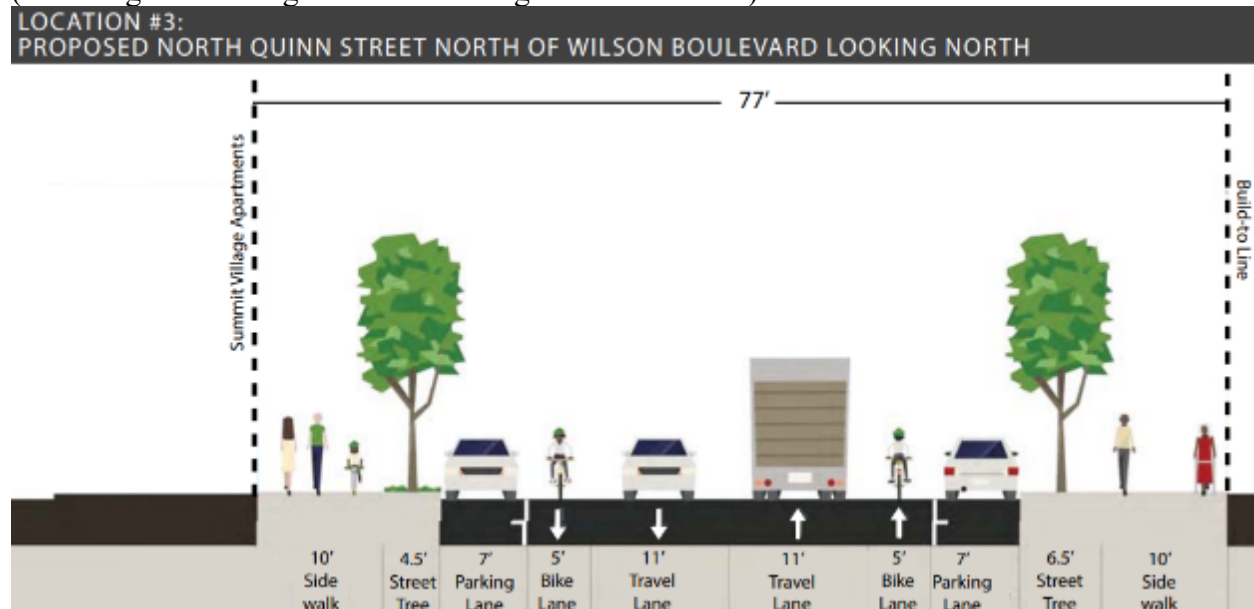 LOCATION #3:
PROPOSED NORTH QUINN STREET NORTH OF WILSON BOULEVARD LOOKING NORTH
77'
Summit Village Apartments
Build-to Line
10'
Side
walk
4.5'
Street
Tree
7'
Parking
Lane
5'
Bike
Lane
11'
Travel
Lane
11'
Travel
Lane
5'
Bike
Lane
7'
Parking
Lane
6.5'
Street
Tree
10'
Side
walk